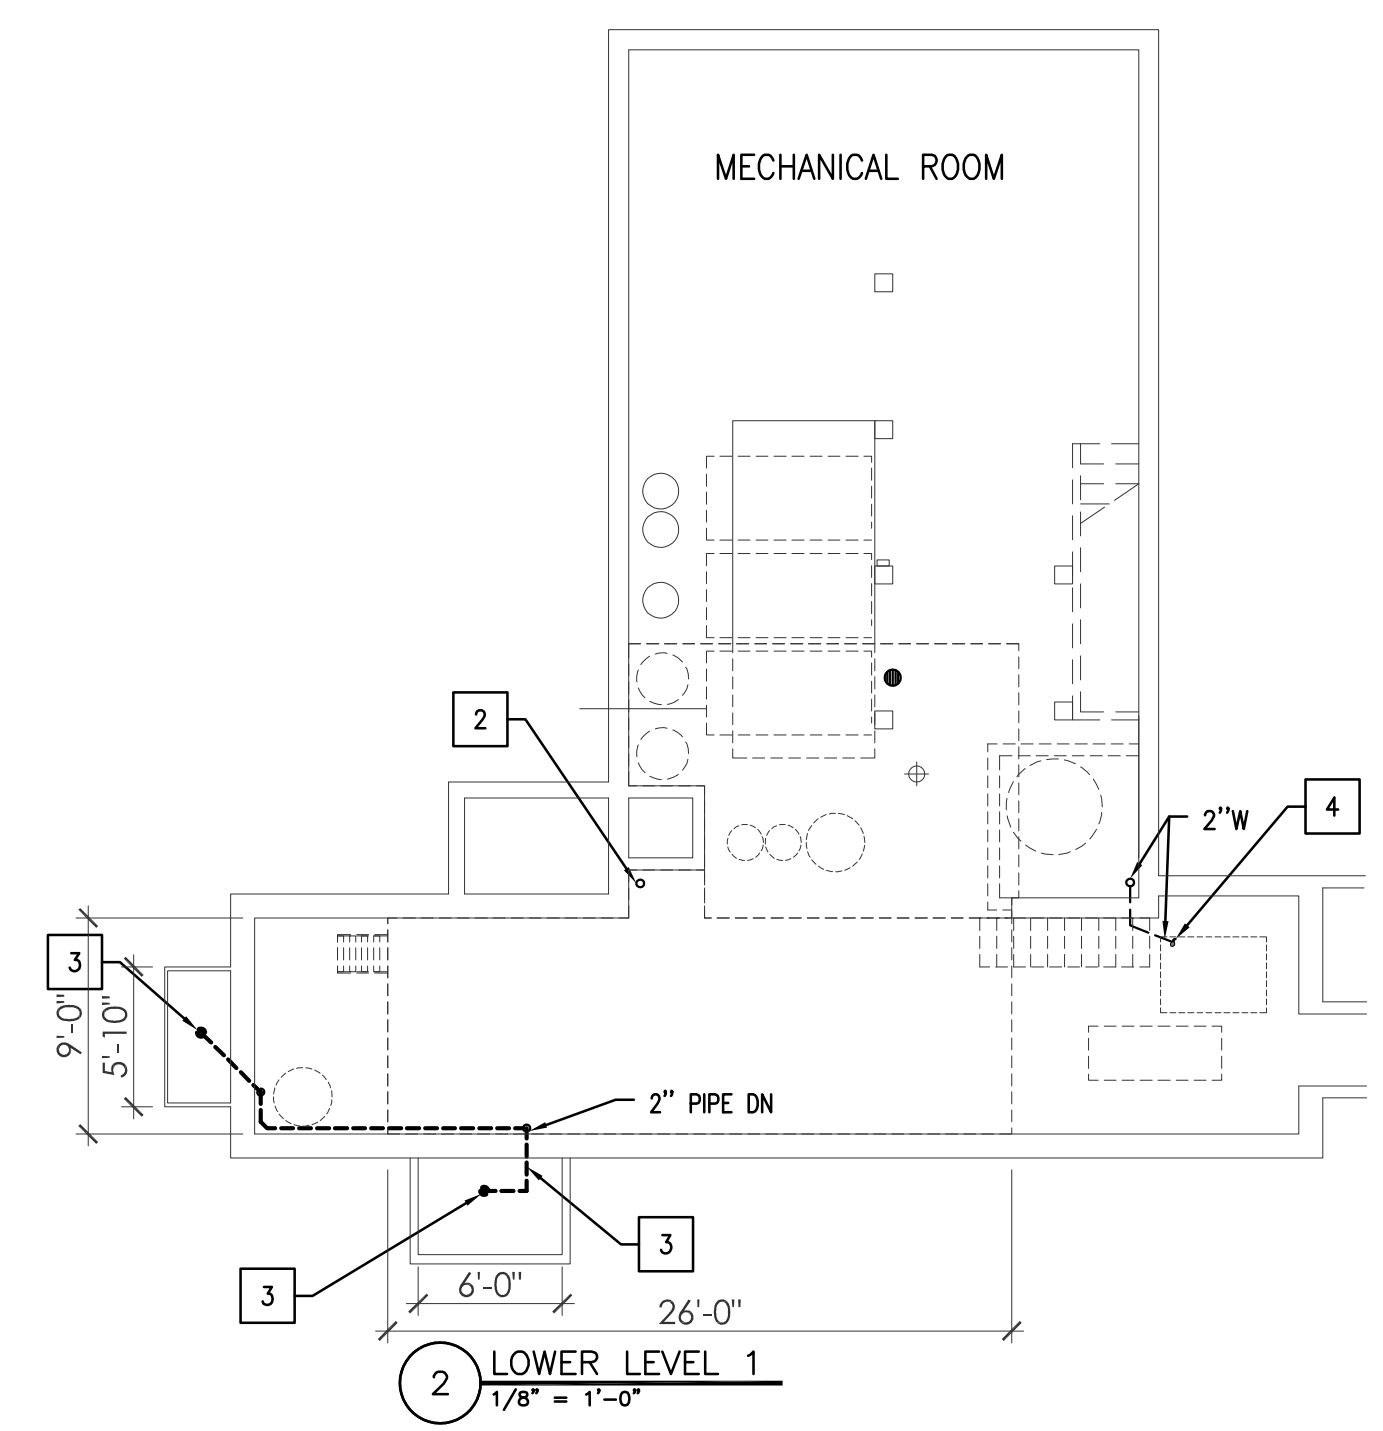 MECHANICAL ROOM
2
4
2''W
3
9'-0"
5'-10"
2'' PIPE DN
3
3
6'-0"
26'-0"
2
LOWER LEVEL 1
1/8" = 1'-0"